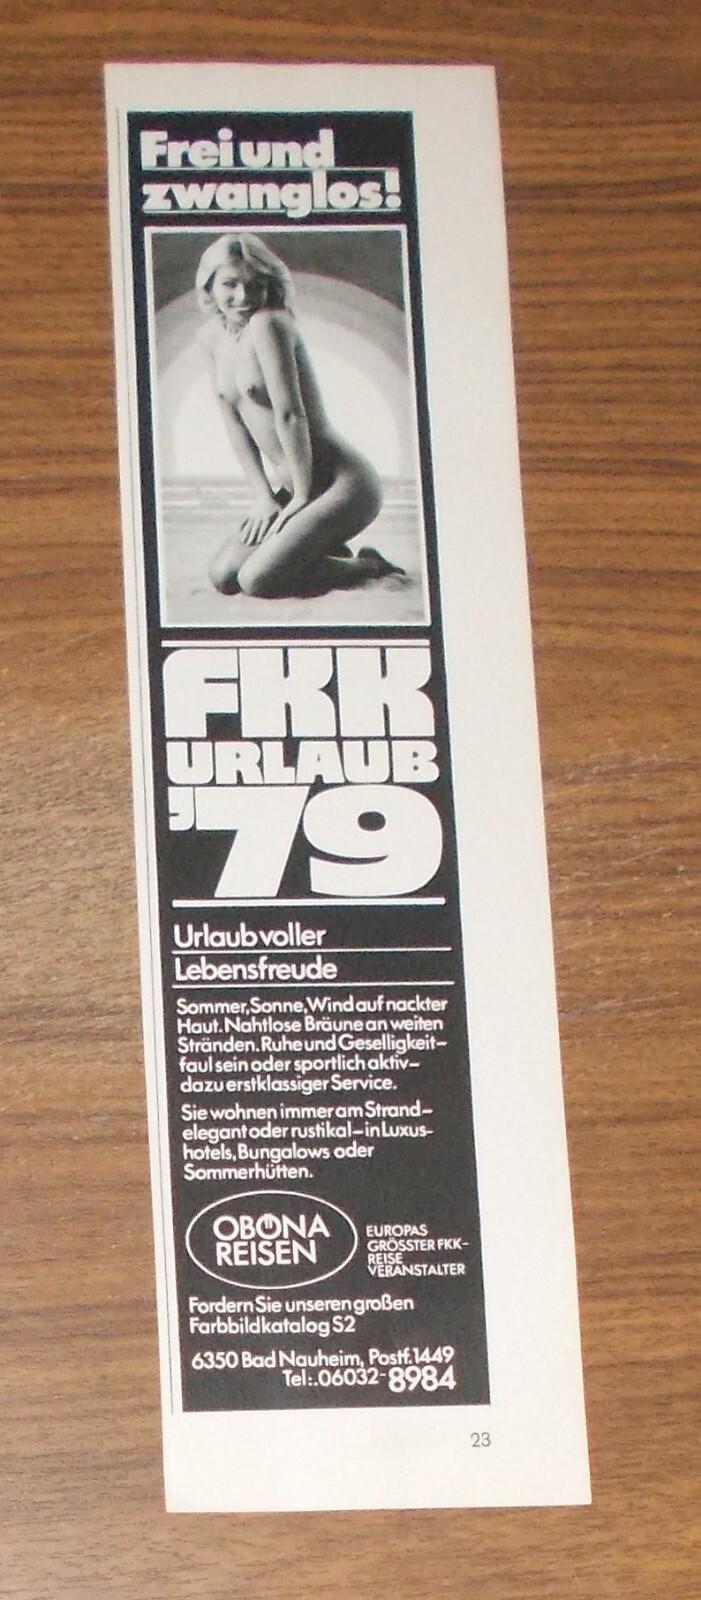 Frei und
zwanglos!
FKK
URLAUB
'79
Urlaub voller
Lebensfreude
Sommer, Sonne, Wind auf nackter
Haut. Nahtlose Bräune an weiten
Stränden. Ruhe und Geselligkeit–
faul sein oder sportlich aktiv–
dazu erstklassiger Service.
Sie wohnen immer am Strand–
elegant oder rustikal–in Luxus-
hotels, Bungalows oder
Sommerhütten.
OBÖNA
REISEN
EUROPAS
GRÖSSTER FKK-
REISE
VERANSTALTER
Fordern Sie unseren großen
Farbbildkatalog S2
6350 Bad Nauheim, Postf. 1449
Tel:.06032-8984
23